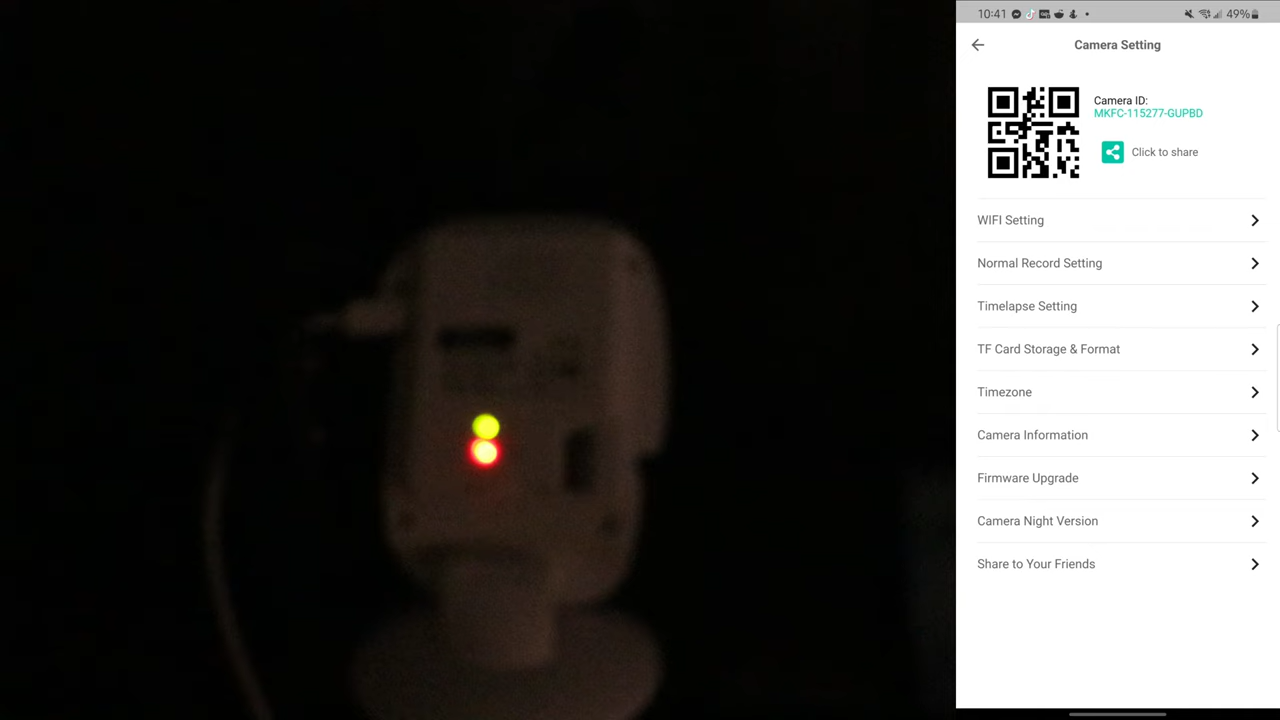 10:41
49%
Camera Setting
Camera ID:
MKFC-115277-GUPBD
Click to share
WIFI Setting
Normal Record Setting
Timelapse Setting
TF Card Storage & Format
Timezone
Camera Information
Firmware Upgrade
Camera Night Version
Share to Your Friends